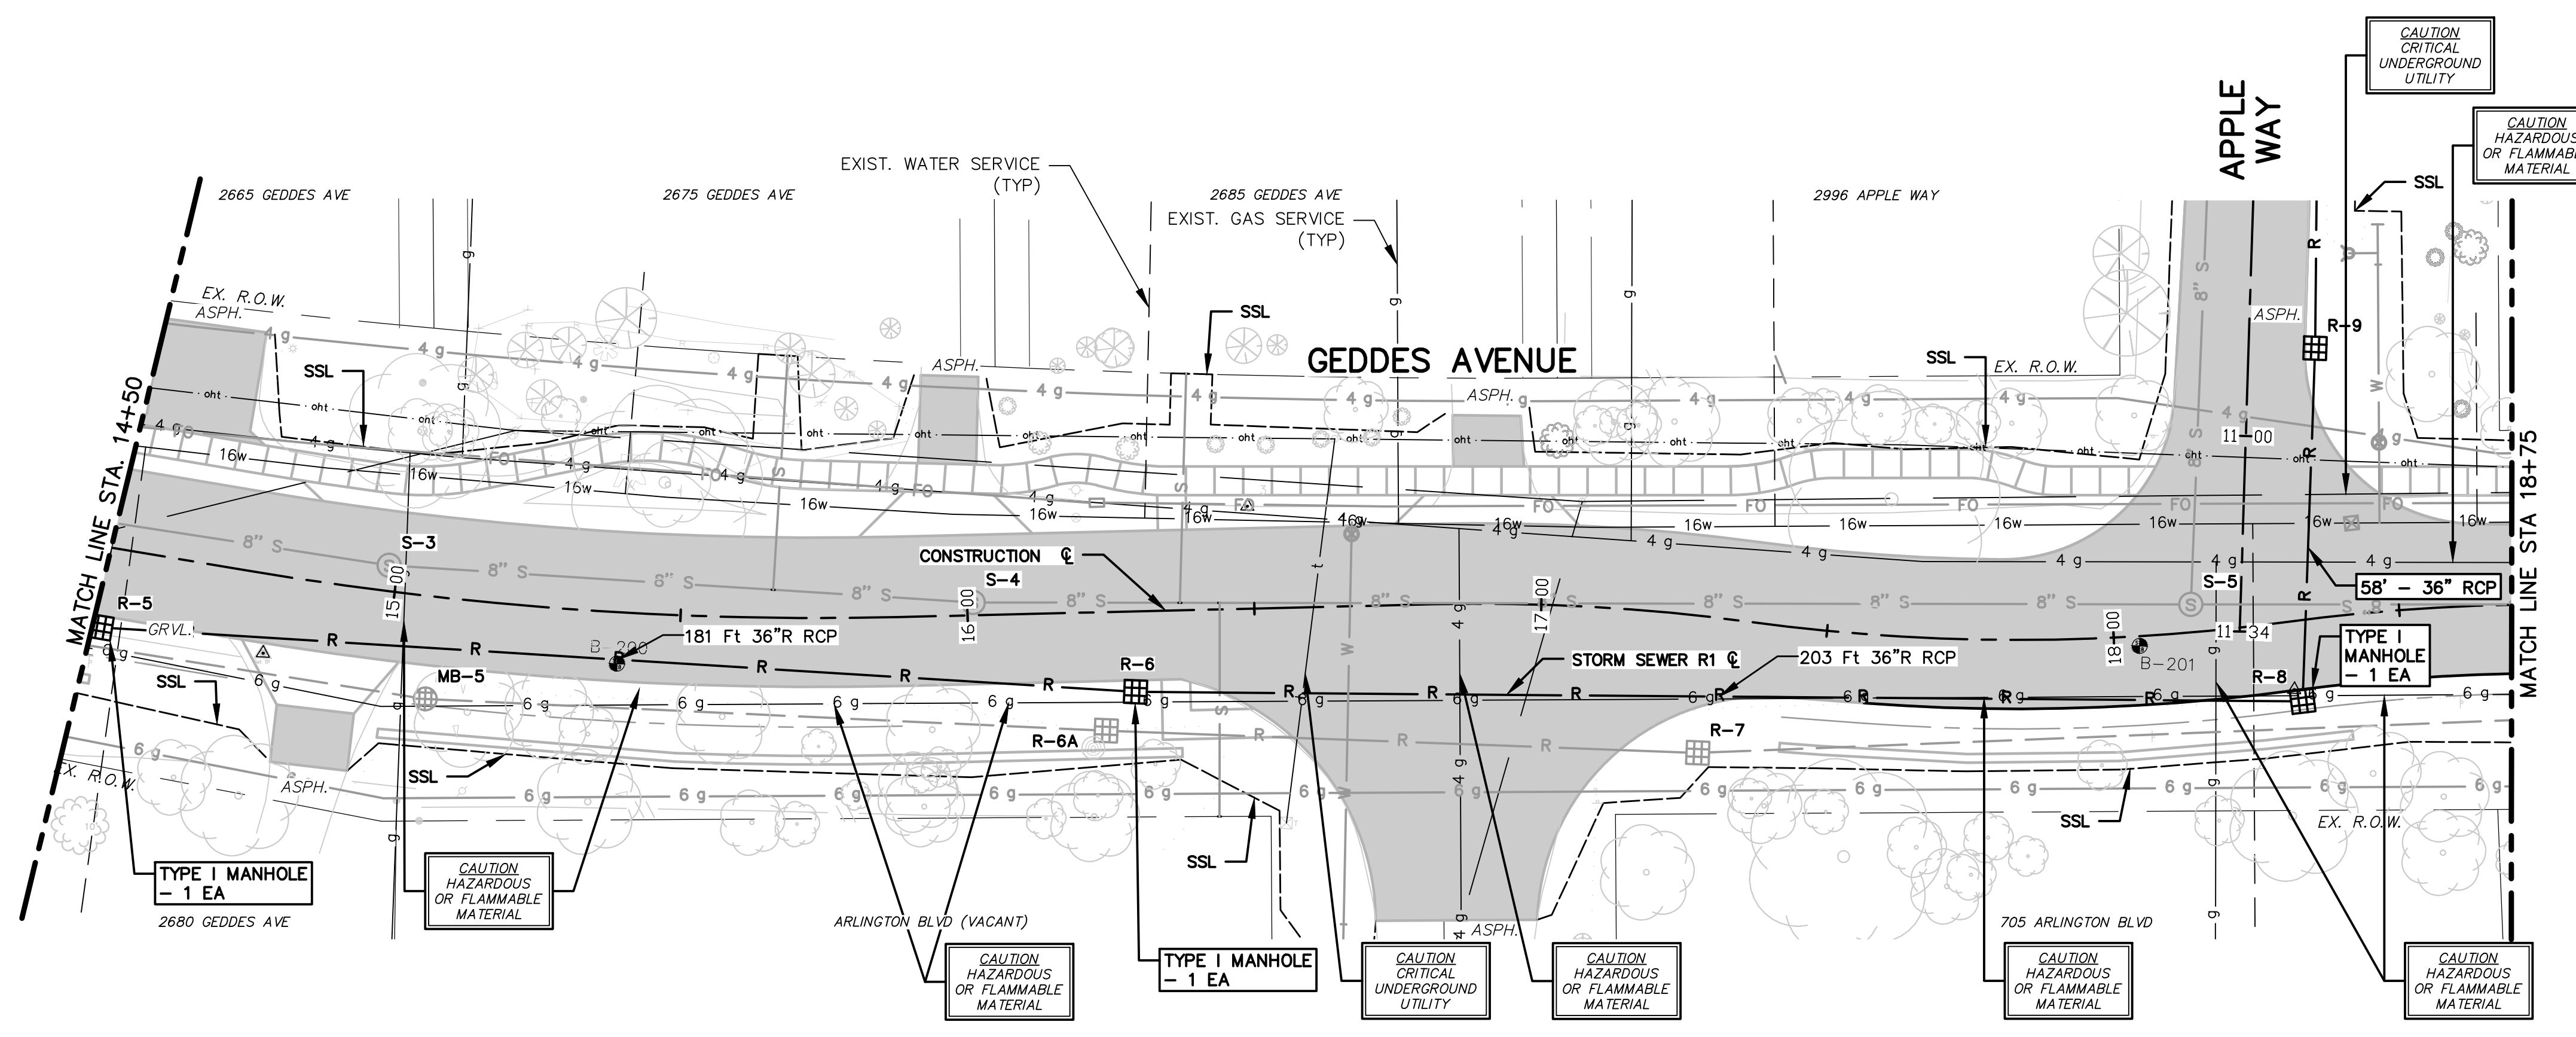 CAUTION
CRITICAL
UNDERGROUND
UTILITY
CAUTION
HAZARDOUS
OR FLAMMABLE
MATERIAL
APPLE
WAY
SSL
EXIST. WATER SERVICE
(TYP)
2665 GEDDES AVE
2675 GEDDES AVE
2685 GEDDES AVE
2996 APPLE WAY
EXIST. GAS SERVICE
(TYP)
EX. R.O.W.
ASPH.
SSL
SSL
ASPH.
GEDDES AVENUE
ASPH.
SSL
EX. R.O.W.
ASPH.
R-9
4 g
oht
16w
FO
8" S
11+00
MATCH LINE STA. 14+50
MATCH LINE STA 18+75
S-3
15+00
CONSTRUCTION ℄
S-4
16+00
17+00
18+00
S-5
11+34
58' - 36" RCP
R-5
GRVL.
B-200
181 Ft 36"R RCP
R-6
STORM SEWER R1 ℄
203 Ft 36"R RCP
B-201
R-8
TYPE I
MANHOLE
- 1 EA
MB-5
SSL
6 g
R-6A
R-7
SSL
EX. R.O.W.
ASPH.
SSL
SSL
EX. R.O.W.
TYPE I MANHOLE
- 1 EA
2680 GEDDES AVE
CAUTION
HAZARDOUS
OR FLAMMABLE
MATERIAL
ARLINGTON BLVD (VACANT)
ASPH.
705 ARLINGTON BLVD
CAUTION
HAZARDOUS
OR FLAMMABLE
MATERIAL
TYPE I MANHOLE
- 1 EA
CAUTION
CRITICAL
UNDERGROUND
UTILITY
CAUTION
HAZARDOUS
OR FLAMMABLE
MATERIAL
CAUTION
HAZARDOUS
OR FLAMMABLE
MATERIAL
CAUTION
HAZARDOUS
OR FLAMMABLE
MATERIAL